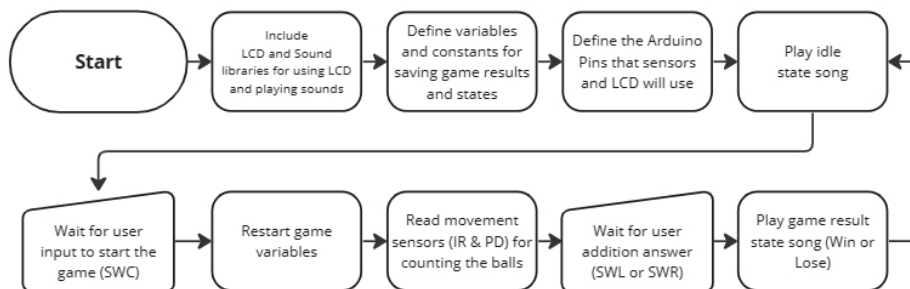 Start
Include
LCD and Sound
libraries for using LCD
and playing sounds
Define variables
and constants for
saving game results
and states
Define the Arduino
Pins that sensors
and LCD will use
Play idle
state song
Wait for user
input to start the
game (SWC)
Restart game
variables
Read movement
sensors (IR & PD) for
counting the balls
Wait for user
addition answer
(SWL or SWR)
Play game result
state song (Win or
Lose)